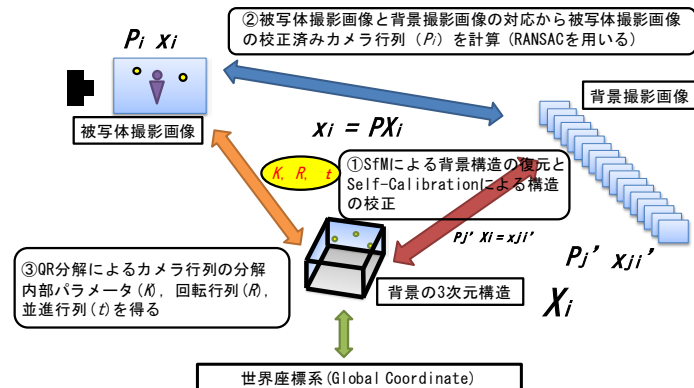 Pi xi
②被写体撮影画像と背景撮影画像の対応から被写体撮影画像
の校正済みカメラ行列（Pi）を計算（RANSACを用いる）
背景撮影画像
被写体撮影画像
xi = PXi
K, R, t
①SfMによる背景構造の復元と
Self-Calibrationによる構造
の校正
Pj’ Xi = xji’
Pj’ xji’
Xi
③QR分解によるカメラ行列の分解
内部パラメータ(K), 回転行列(R),
並進行列(t)を得る
背景の3次元構造
世界座標系(Global Coordinate)